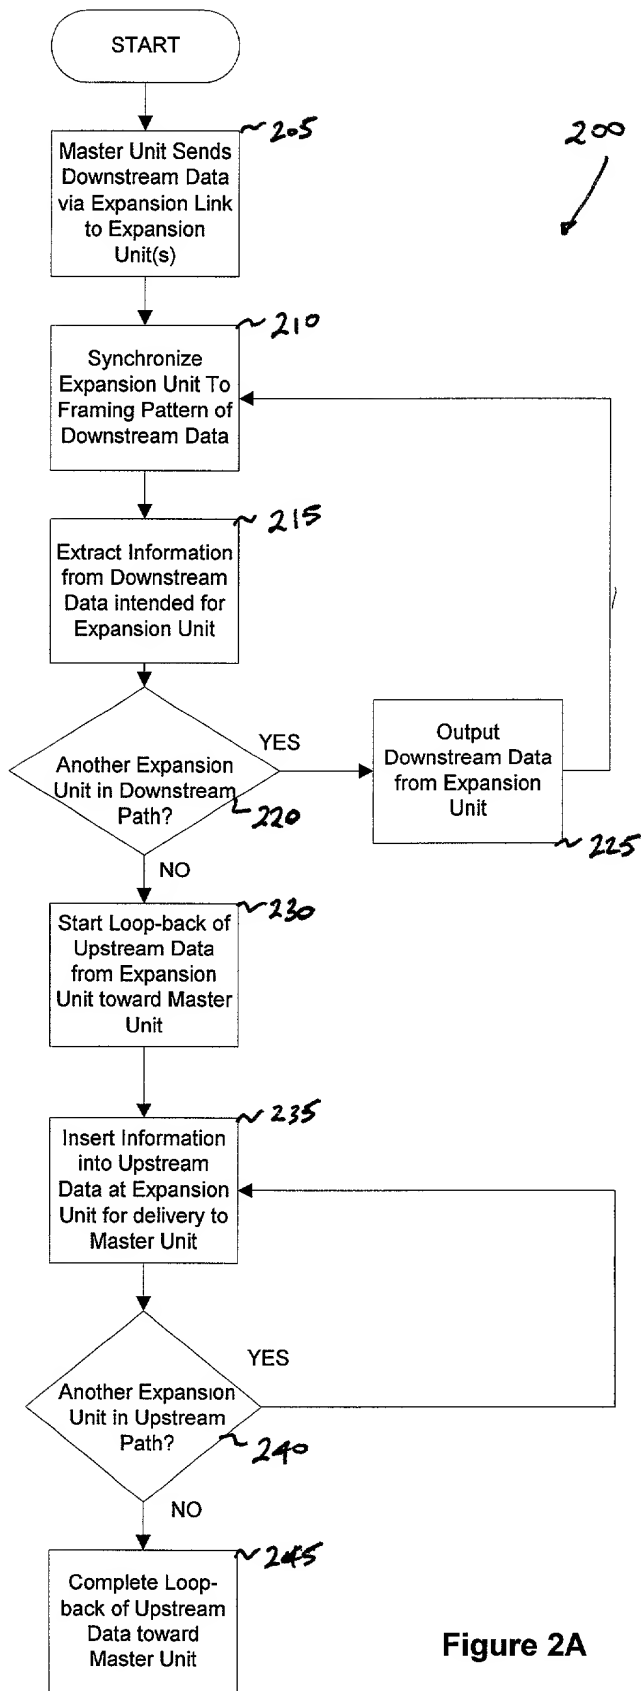 START
205
200
Master Unit Sends
Downstream Data
via Expansion Link
to Expansion
Unit(s)
210
Synchronize
Expansion Unit To
Framing Pattern of
Downstream Data
215
Extract Information
from Downstream
Data intended for
Expansion Unit
YES
Another Expansion
Unit in Downstream
Path?
220
Output
Downstream Data
from Expansion
Unit
225
NO
230
Start Loop-back of
Upstream Data
from Expansion
Unit toward Master
Unit
235
Insert Information
into Upstream
Data at Expansion
Unit for delivery to
Master Unit
YES
Another Expansion
Unit in Upstream
Path?
240
NO
245
Complete Loop-
back of Upstream
Data toward
Master Unit
Figure 2A